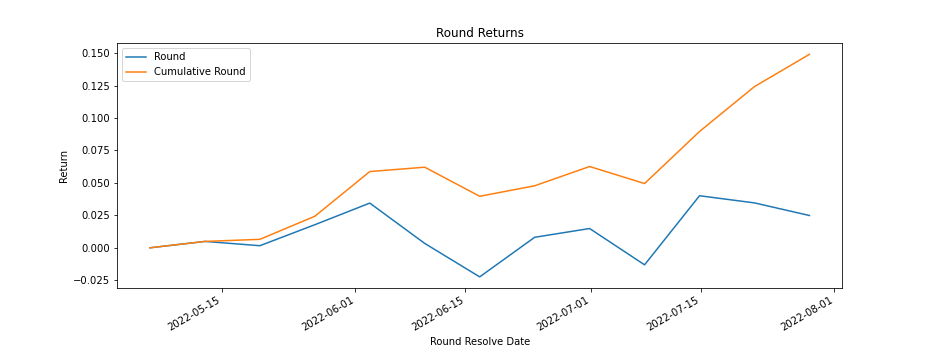 Round Returns
Round
Cumulative Round
0.150
0.125
0.100
0.075
0.050
0.025
0.000
−0.025
Return
2022-05-15
2022-06-01
2022-06-15
2022-07-01
2022-07-15
2022-08-01
Round Resolve Date